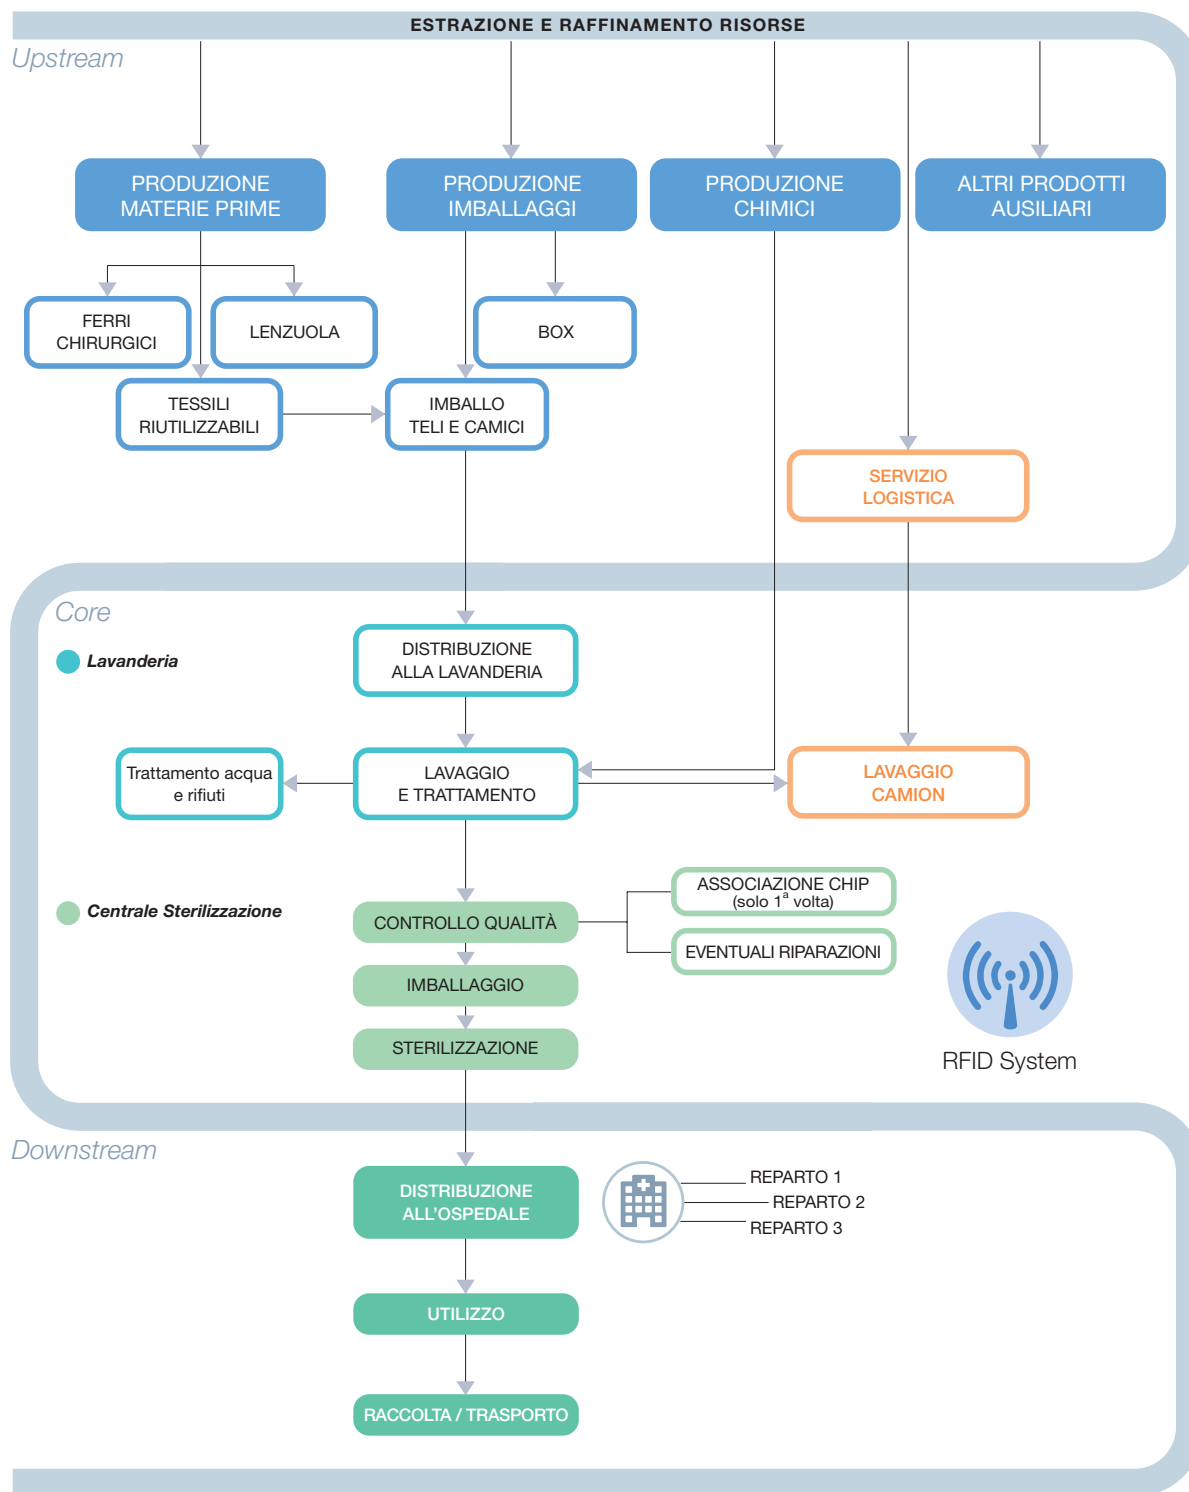 ESTRAZIONE E RAFFINAMENTO RISORSE
Upstream
PRODUZIONE
MATERIE PRIME
PRODUZIONE
IMBALLAGGI
PRODUZIONE
CHIMICI
ALTRI PRODOTTI
AUSILIARI
FERRI
CHIRURGICI
LENZUOLA
BOX
TESSILI
RIUTILIZZABILI
IMBALLO
TELI E CAMICI
SERVIZIO
LOGISTICA
Core
Lavanderia
DISTRIBUZIONE
ALLA LAVANDERIA
Trattamento acqua
e rifiuti
LAVAGGIO
E TRATTAMENTO
LAVAGGIO
CAMION
Centrale Sterilizzazione
CONTROLLO QUALITÀ
ASSOCIAZIONE CHIP
(solo 1ª volta)
EVENTUALI RIPARAZIONI
IMBALLAGGIO
STERILIZZAZIONE
RFID System
Downstream
DISTRIBUZIONE
ALL'OSPEDALE
REPARTO 1
REPARTO 2
REPARTO 3
UTILIZZO
RACCOLTA / TRASPORTO